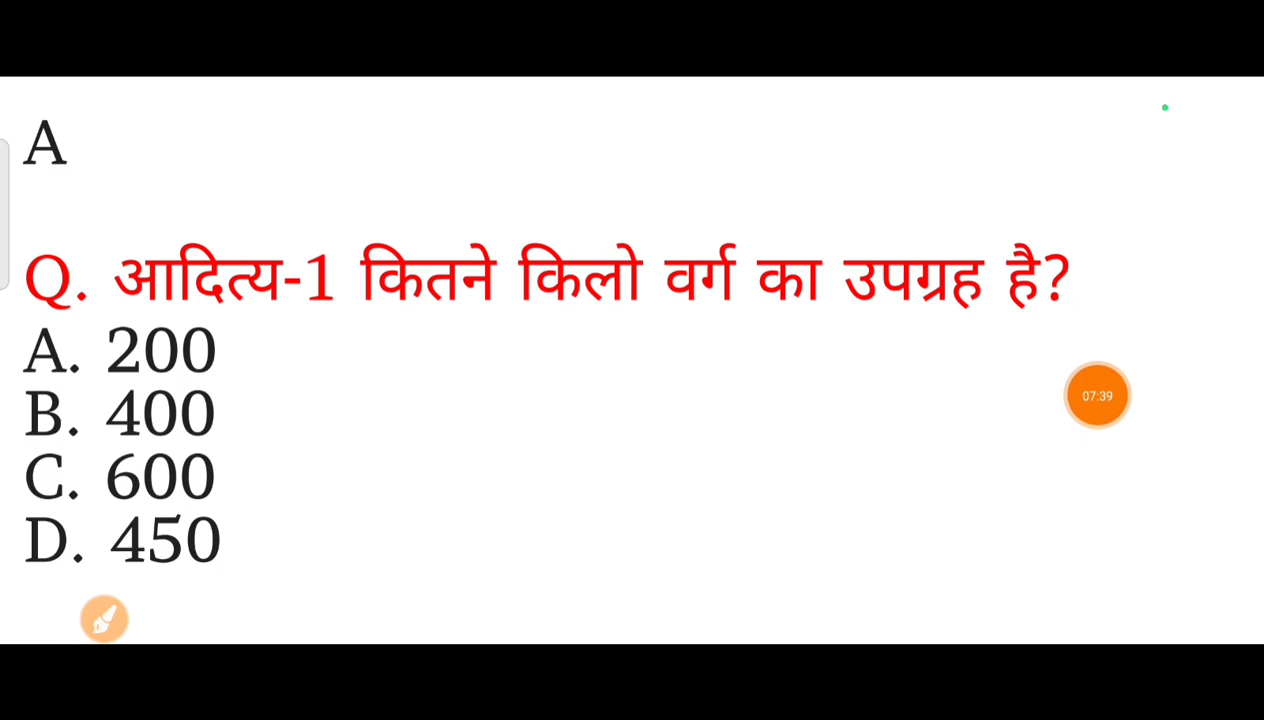 A
Q. आदित्य-1 कितने किलो वर्ग का उपग्रह है?
A. 200
B. 400
07:39
C. 600
D. 450